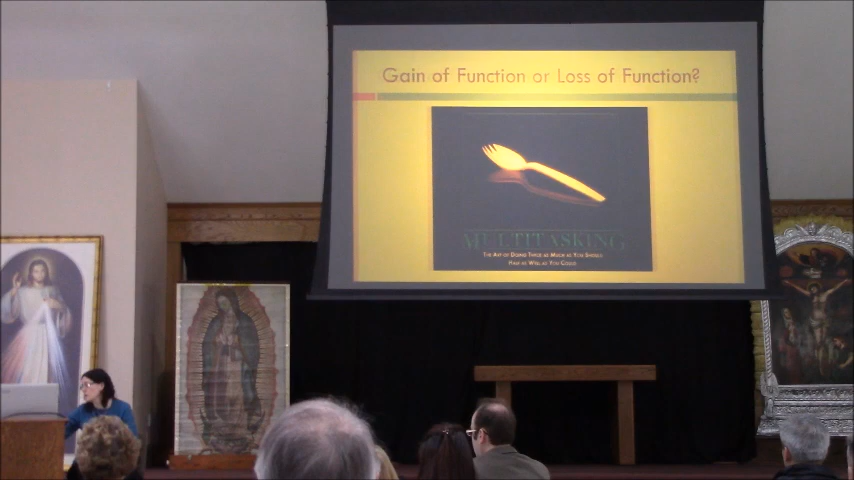 Gain of Function or Loss of Function?
MULTITASKING
The Art of Doing Twice as Much as You Should
Half as Well as You Could